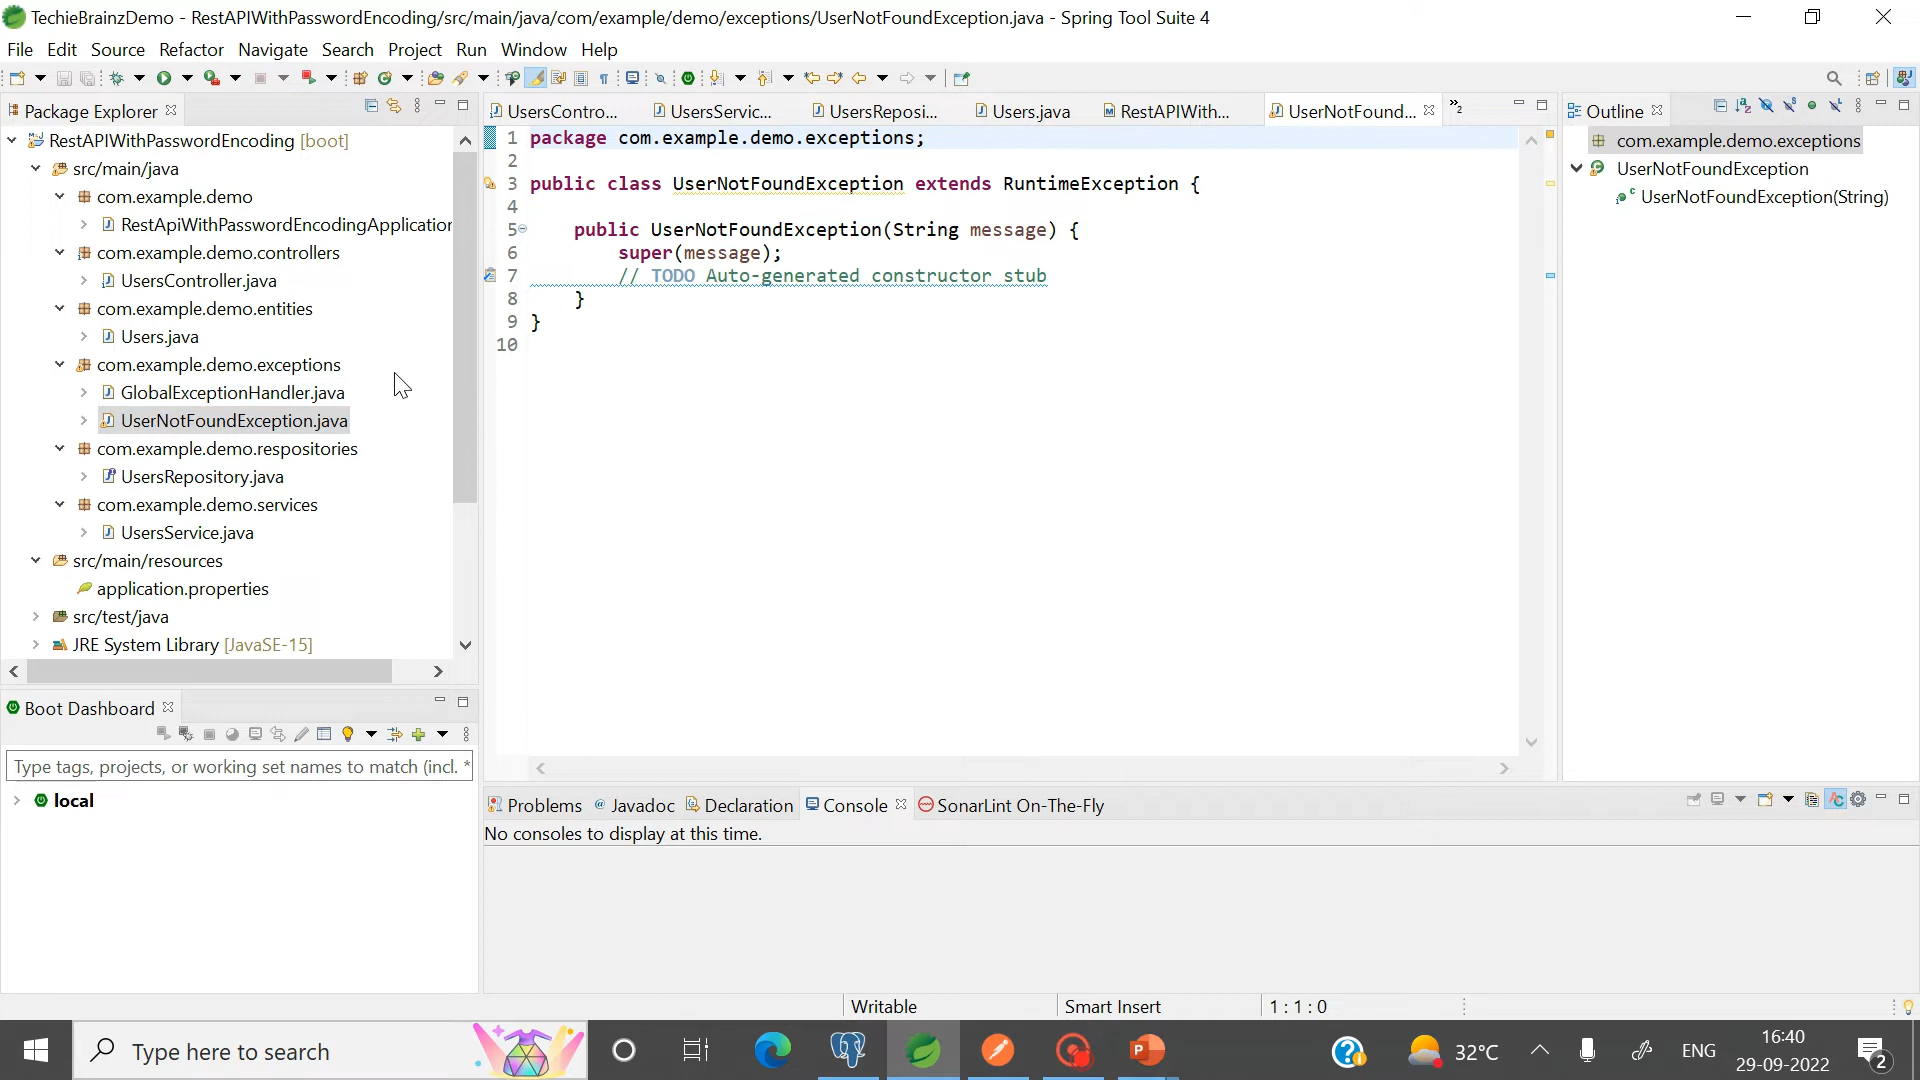 TechieBrainzDemo - RestAPIWithPasswordEncoding/src/main/java/com/example/demo/exceptions/UserNotFoundException.java - Spring Tool Suite 4
File Edit Source Refactor Navigate Search Project Run Window Help
Package Explorer
RestAPIWithPasswordEncoding [boot]
src/main/java
com.example.demo
RestApiWithPasswordEncodingApplication
com.example.demo.controllers
UsersController.java
com.example.demo.entities
Users.java
com.example.demo.exceptions
GlobalExceptionHandler.java
UserNotFoundException.java
com.example.demo.respositories
UsersRepository.java
com.example.demo.services
UsersService.java
src/main/resources
application.properties
src/test/java
JRE System Library [JavaSE-15]
UsersContro... UsersServic... UsersReposi... Users.java RestAPIWith... UserNotFound... »2
1 package com.example.demo.exceptions;
2
3 public class UserNotFoundException extends RuntimeException {
4
5 public UserNotFoundException(String message) {
6 super(message);
7 // TODO Auto-generated constructor stub
8 }
9 }
10
Outline
com.example.demo.exceptions
UserNotFoundException
UserNotFoundException(String)
Boot Dashboard
Type tags, projects, or working set names to match (incl. *
local
Problems Javadoc Declaration Console SonarLint On-The-Fly
No consoles to display at this time.
Writable Smart Insert 1 : 1 : 0
Type here to search
32°C ENG 16:40
29-09-2022
2